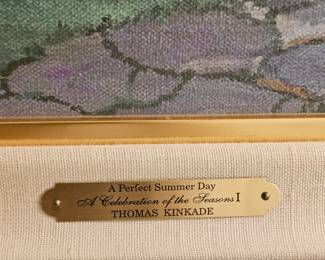 A Perfect Summer Day
A Celebration of the Seasons I
THOMAS KINKADE